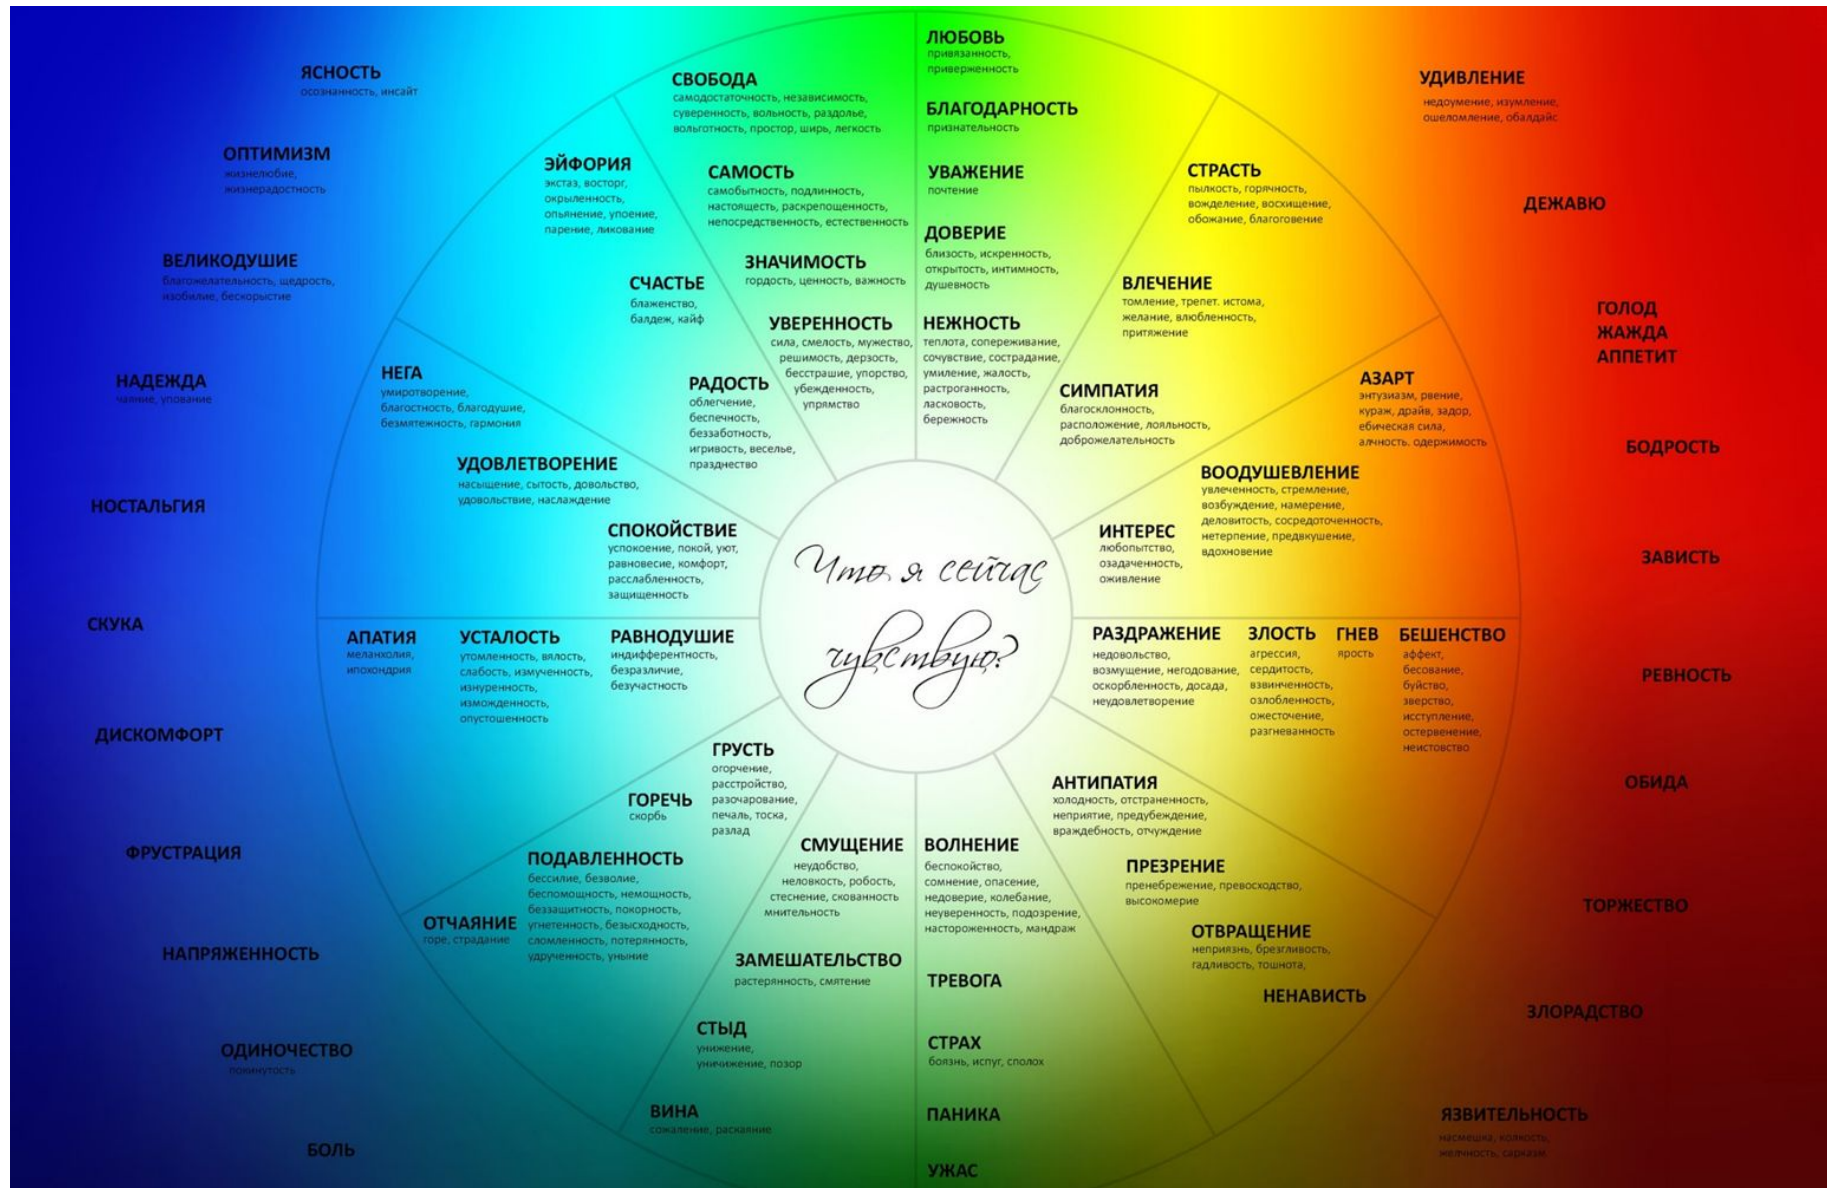 ЯСНОСТЬ
осознанность, инсайт
ОПТИМИЗМ
жизнелюбие,
жизнерадостность
ВЕЛИКОДУШИЕ
благожелательность, щедрость,
изобилие, бескорыстие
НАДЕЖДА
чаяние, упование
НОСТАЛЬГИЯ
СКУКА
ДИСКОМФОРТ
ФРУСТРАЦИЯ
НАПРЯЖЕННОСТЬ
ОДИНОЧЕСТВО
покинутость
БОЛЬ
СВОБОДА
самодостаточность, независимость,
суверенность, вольность, раздолье,
вольготность, простор, ширь, легкость
САМОСТЬ
самобытность, подлинность,
настоящесть, раскрепощенность,
непосредственность, естественность
ЗНАЧИМОСТЬ
гордость, ценность, важность
УВЕРЕННОСТЬ
сила, смелость, мужество,
решимость, дерзость,
бесстрашие, упорство,
убежденность,
упрямство
ЛЮБОВЬ
привязанность,
приверженность
БЛАГОДАРНОСТЬ
признательность
УВАЖЕНИЕ
почтение
ДОВЕРИЕ
близость, искренность,
открытость, интимность,
душевность
НЕЖНОСТЬ
теплота, сопереживание,
сочувствие, сострадание,
умиление, жалость,
растроганность,
ласковость,
бережность
ЭЙФОРИЯ
экстаз, восторг,
окрыленность,
опьянение, упоение,
парение, ликование
СЧАСТЬЕ
блаженство,
балдеж, кайф
РАДОСТЬ
облегчение,
беспечность,
беззаботность,
игривость, веселье,
празднество
СТРАСТЬ
пылкость, горячность,
вожделение, восхищение,
обожание, благоговение
ВЛЕЧЕНИЕ
томление, трепет. истома,
желание, влюбленность,
притяжение
СИМПАТИЯ
благосклонность,
расположение, лояльность,
доброжелательность
НЕГА
умиротворение,
благостность, благодушие,
безмятежность, гармония
УДОВЛЕТВОРЕНИЕ
насыщение, сытость, довольство,
удовольствие, наслаждение
СПОКОЙСТВИЕ
успокоение, покой, уют,
равновесие, комфорт,
расслабленность,
защищенность
АЗАРТ
энтузиазм, рвение,
кураж, драйв, задор,
ебическая сила,
алчность. одержимость
ВООДУШЕВЛЕНИЕ
увлеченность, стремление,
возбуждение, намерение,
деловитость, сосредоточенность,
нетерпение, предвкушение,
вдохновение
ИНТЕРЕС
любопытство,
озадаченность,
оживление
Что я сейчас
чувствую?
АПАТИЯ
меланхолия,
ипохондрия
УСТАЛОСТЬ
утомленность, вялость,
слабость, измученность,
изнуренность,
изможденность,
опустошенность
РАВНОДУШИЕ
индифферентность,
безразличие,
безучастность
РАЗДРАЖЕНИЕ
недовольство,
возмущение, негодование,
оскорбленность, досада,
неудовлетворение
ЗЛОСТЬ
агрессия,
сердитость,
взвинченность,
озлобленность,
ожесточение,
разгневанность
ГНЕВ
ярость
БЕШЕНСТВО
аффект,
бесование,
буйство,
зверство,
исступление,
остервенение,
неистовство
ГРУСТЬ
огорчение,
расстройство,
разочарование,
печаль, тоска,
разлад
ГОРЕЧЬ
скорбь
ПОДАВЛЕННОСТЬ
бессилие, безволие,
беспомощность, немощность,
беззащитность, покорность,
угнетенность, безысходность,
сломленность, потерянность,
удрученность, уныние
ОТЧАЯНИЕ
горе, страдание
АНТИПАТИЯ
холодность, отстраненность,
неприятие, предубеждение,
враждебность, отчуждение
ПРЕЗРЕНИЕ
пренебрежение, превосходство,
высокомерие
ОТВРАЩЕНИЕ
неприязнь, брезгливость,
гадливость, тошнота,
НЕНАВИСТЬ
СМУЩЕНИЕ
неудобство,
неловкость, робость,
стеснение, скованность
мнительность
ЗАМЕШАТЕЛЬСТВО
растерянность, смятение
СТЫД
унижение,
уничижение, позор
ВИНА
сожаление, раскаяние
ВОЛНЕНИЕ
беспокойство,
сомнение, опасение,
недоверие, колебание,
неуверенность, подозрение,
настороженность, мандраж
ТРЕВОГА
СТРАХ
боязнь, испуг, сполох
ПАНИКА
УЖАС
УДИВЛЕНИЕ
недоумение, изумление,
ошеломление, обалдайс
ДЕЖАВЮ
ГОЛОД
ЖАЖДА
АППЕТИТ
БОДРОСТЬ
ЗАВИСТЬ
РЕВНОСТЬ
ОБИДА
ТОРЖЕСТВО
ЗЛОРАДСТВО
ЯЗВИТЕЛЬНОСТЬ
насмешка, колкость,
желчность, сарказм